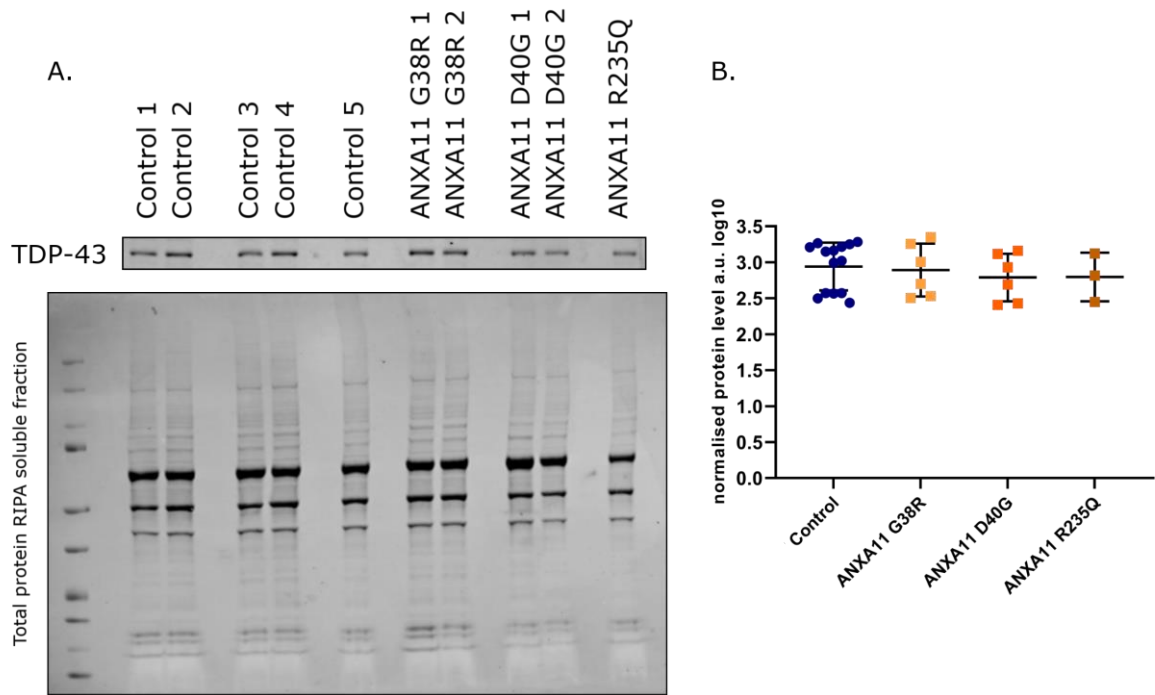 A.
Control 1
Control 2
Control 3
Control 4
Control 5
ANXA11 G38R 1
ANXA11 G38R 2
ANXA11 D40G 1
ANXA11 D40G 2
ANXA11 R235Q
TDP-43
Total protein RIPA soluble fraction
B.
normalised protein level a.u. log10
3.5
3.0
2.5
2.0
1.5
1.0
0.5
0.0
Control
ANXA11 G38R
ANXA11 D40G
ANXA11 R235Q